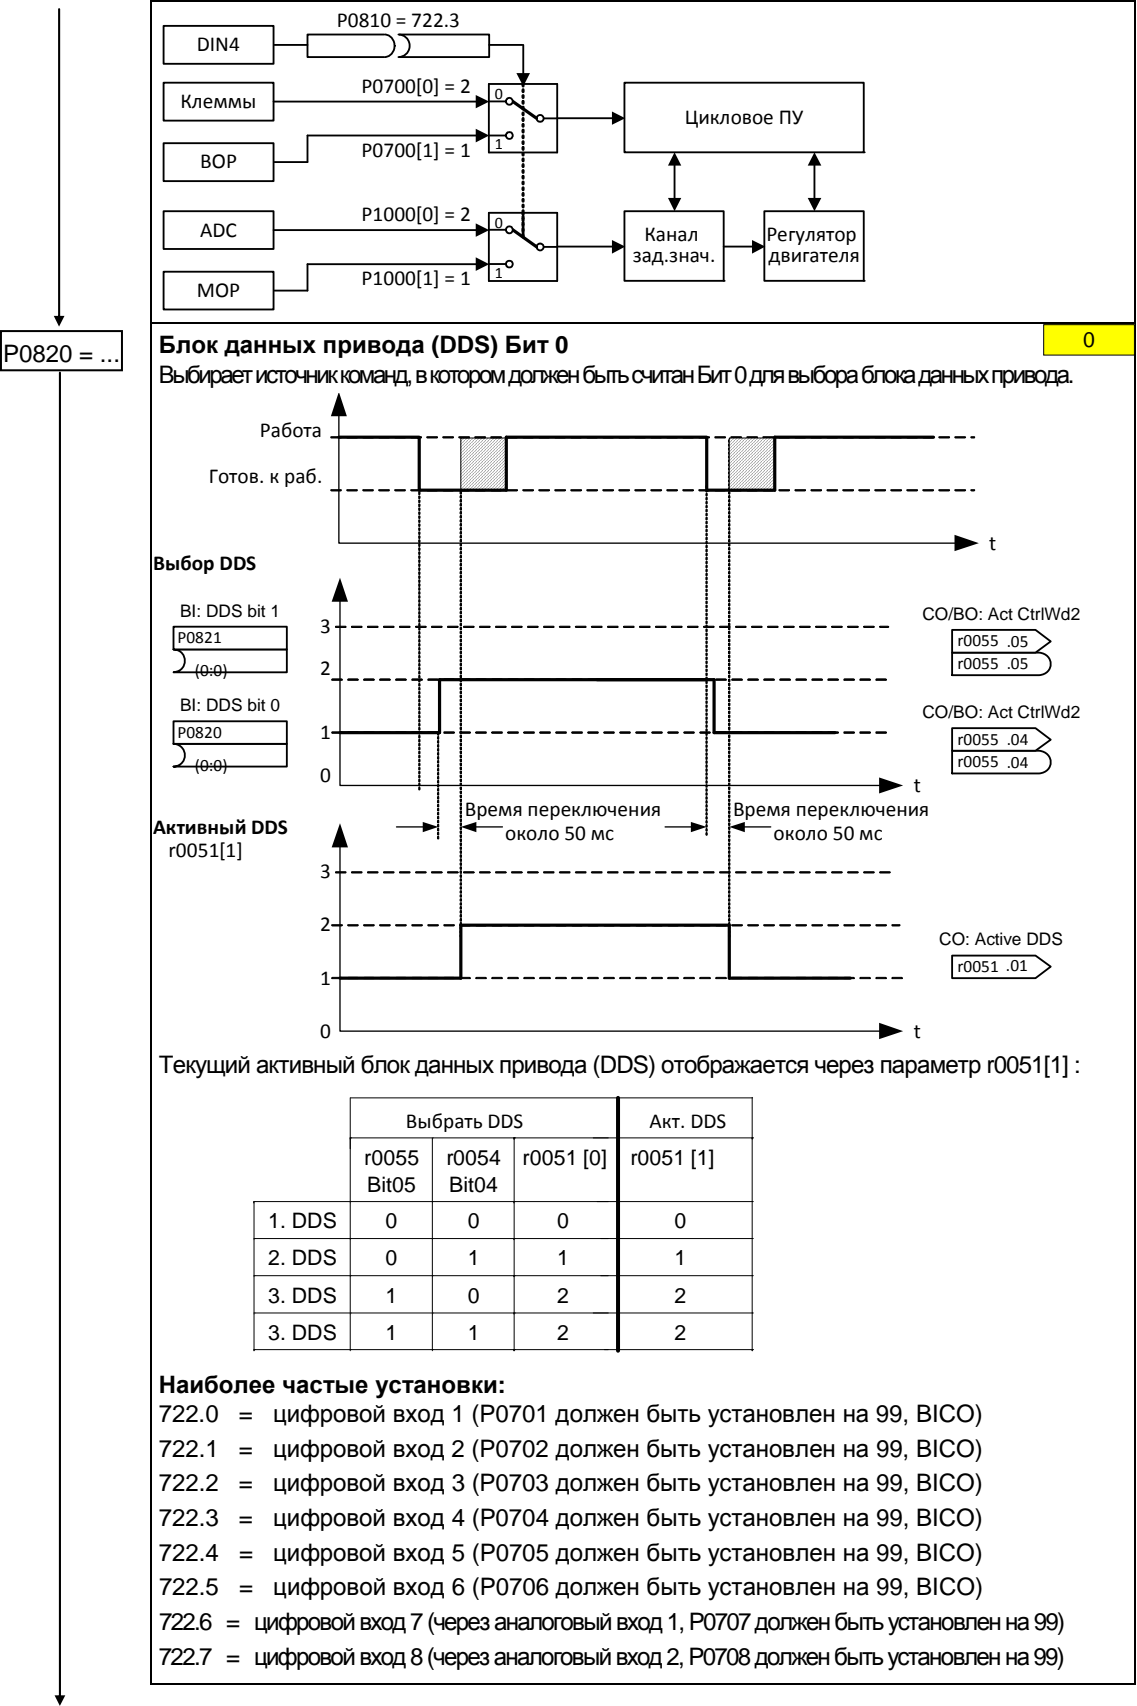 P0810 = 722.3
DIN4
Клеммы
P0700[0] = 2
0
1
Цикловое ПУ
BOP
P0700[1] = 1
ADC
P1000[0] = 2
0
1
Канал
зад.знач.
Регулятор
двигателя
MOP
P1000[1] = 1
P0820 = ...
Блок данных привода (DDS) Бит 0
0
Выбирает источник команд, в котором должен быть считан Бит 0 для выбора блока данных привода.
Работа
Готов. к раб.
t
Выбор DDS
BI: DDS bit 1
P0821
(0:0)
BI: DDS bit 0
P0820
(0:0)
3
2
1
0
t
CO/BO: Act CtrlWd2
r0055 .05
r0055 .05
CO/BO: Act CtrlWd2
r0055 .04
r0055 .04
Время переключения
около 50 мс
Время переключения
около 50 мс
Активный DDS
r0051[1]
3
2
1
0
t
CO: Active DDS
r0051 .01
Текущий активный блок данных привода (DDS) отображается через параметр r0051[1] :
Выбрать DDS Акт. DDS
r0055 Bit05 r0054 Bit04 r0051 [0] r0051 [1]
1. DDS 0 0 0 0
2. DDS 0 1 1 1
3. DDS 1 0 2 2
3. DDS 1 1 2 2
Наиболее частые установки:
722.0 = цифровой вход 1 (P0701 должен быть установлен на 99, BICO)
722.1 = цифровой вход 2 (P0702 должен быть установлен на 99, BICO)
722.2 = цифровой вход 3 (P0703 должен быть установлен на 99, BICO)
722.3 = цифровой вход 4 (P0704 должен быть установлен на 99, BICO)
722.4 = цифровой вход 5 (P0705 должен быть установлен на 99, BICO)
722.5 = цифровой вход 6 (P0706 должен быть установлен на 99, BICO)
722.6 = цифровой вход 7 (через аналоговый вход 1, P0707 должен быть установлен на 99)
722.7 = цифровой вход 8 (через аналоговый вход 2, P0708 должен быть установлен на 99)